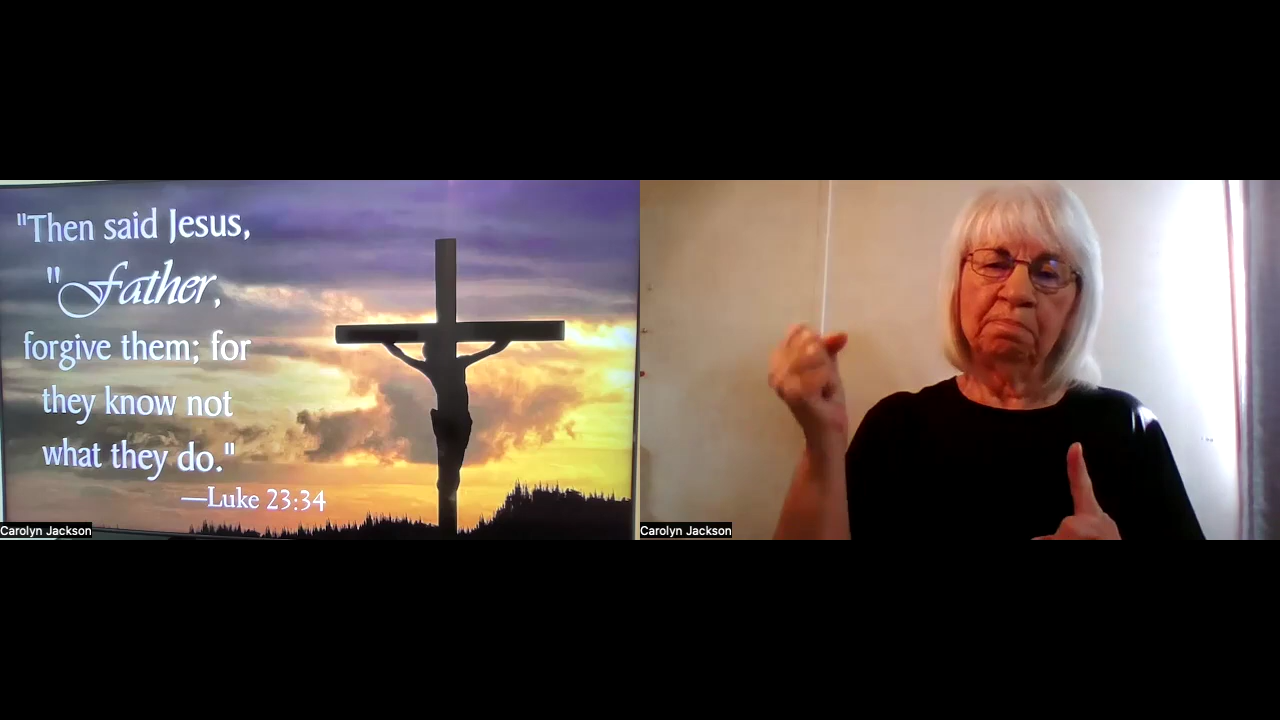 "Then said Jesus,
"Father,
forgive them; for
they know not
what they do."
—Luke 23:34
Carolyn Jackson
Carolyn Jackson